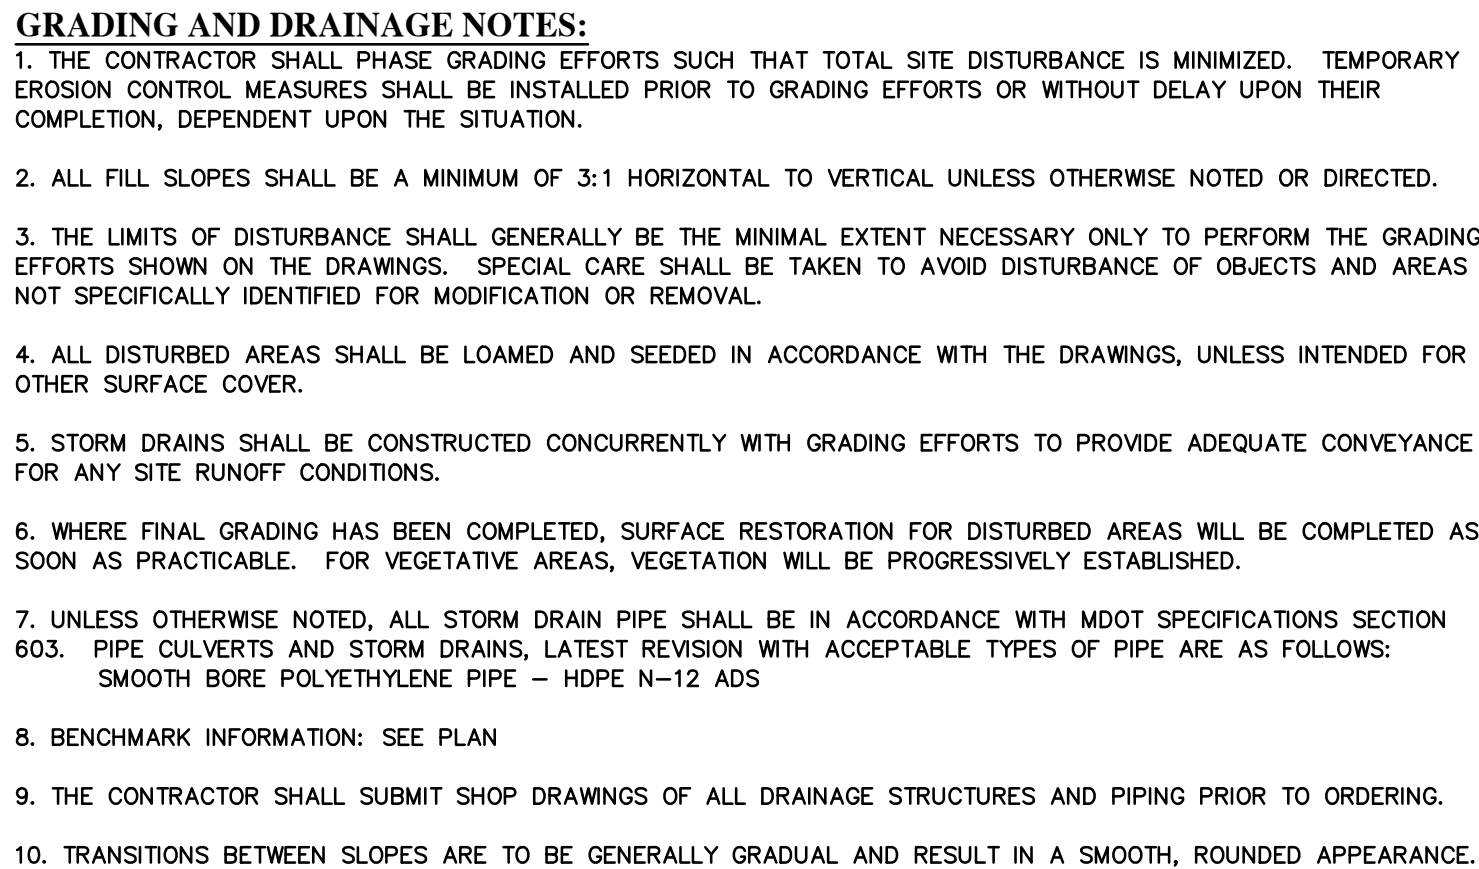 GRADING AND DRAINAGE NOTES:
1. THE CONTRACTOR SHALL PHASE GRADING EFFORTS SUCH THAT TOTAL SITE DISTURBANCE IS MINIMIZED. TEMPORARY
EROSION CONTROL MEASURES SHALL BE INSTALLED PRIOR TO GRADING EFFORTS OR WITHOUT DELAY UPON THEIR
COMPLETION, DEPENDENT UPON THE SITUATION.
2. ALL FILL SLOPES SHALL BE A MINIMUM OF 3:1 HORIZONTAL TO VERTICAL UNLESS OTHERWISE NOTED OR DIRECTED.
3. THE LIMITS OF DISTURBANCE SHALL GENERALLY BE THE MINIMAL EXTENT NECESSARY ONLY TO PERFORM THE GRADING
EFFORTS SHOWN ON THE DRAWINGS. SPECIAL CARE SHALL BE TAKEN TO AVOID DISTURBANCE OF OBJECTS AND AREAS
NOT SPECIFICALLY IDENTIFIED FOR MODIFICATION OR REMOVAL.
4. ALL DISTURBED AREAS SHALL BE LOAMED AND SEEDED IN ACCORDANCE WITH THE DRAWINGS, UNLESS INTENDED FOR
OTHER SURFACE COVER.
5. STORM DRAINS SHALL BE CONSTRUCTED CONCURRENTLY WITH GRADING EFFORTS TO PROVIDE ADEQUATE CONVEYANCE
FOR ANY SITE RUNOFF CONDITIONS.
6. WHERE FINAL GRADING HAS BEEN COMPLETED, SURFACE RESTORATION FOR DISTURBED AREAS WILL BE COMPLETED AS
SOON AS PRACTICABLE. FOR VEGETATIVE AREAS, VEGETATION WILL BE PROGRESSIVELY ESTABLISHED.
7. UNLESS OTHERWISE NOTED, ALL STORM DRAIN PIPE SHALL BE IN ACCORDANCE WITH MDOT SPECIFICATIONS SECTION
603. PIPE CULVERTS AND STORM DRAINS, LATEST REVISION WITH ACCEPTABLE TYPES OF PIPE ARE AS FOLLOWS:
SMOOTH BORE POLYETHYLENE PIPE – HDPE N–12 ADS
8. BENCHMARK INFORMATION: SEE PLAN
9. THE CONTRACTOR SHALL SUBMIT SHOP DRAWINGS OF ALL DRAINAGE STRUCTURES AND PIPING PRIOR TO ORDERING.
10. TRANSITIONS BETWEEN SLOPES ARE TO BE GENERALLY GRADUAL AND RESULT IN A SMOOTH, ROUNDED APPEARANCE.